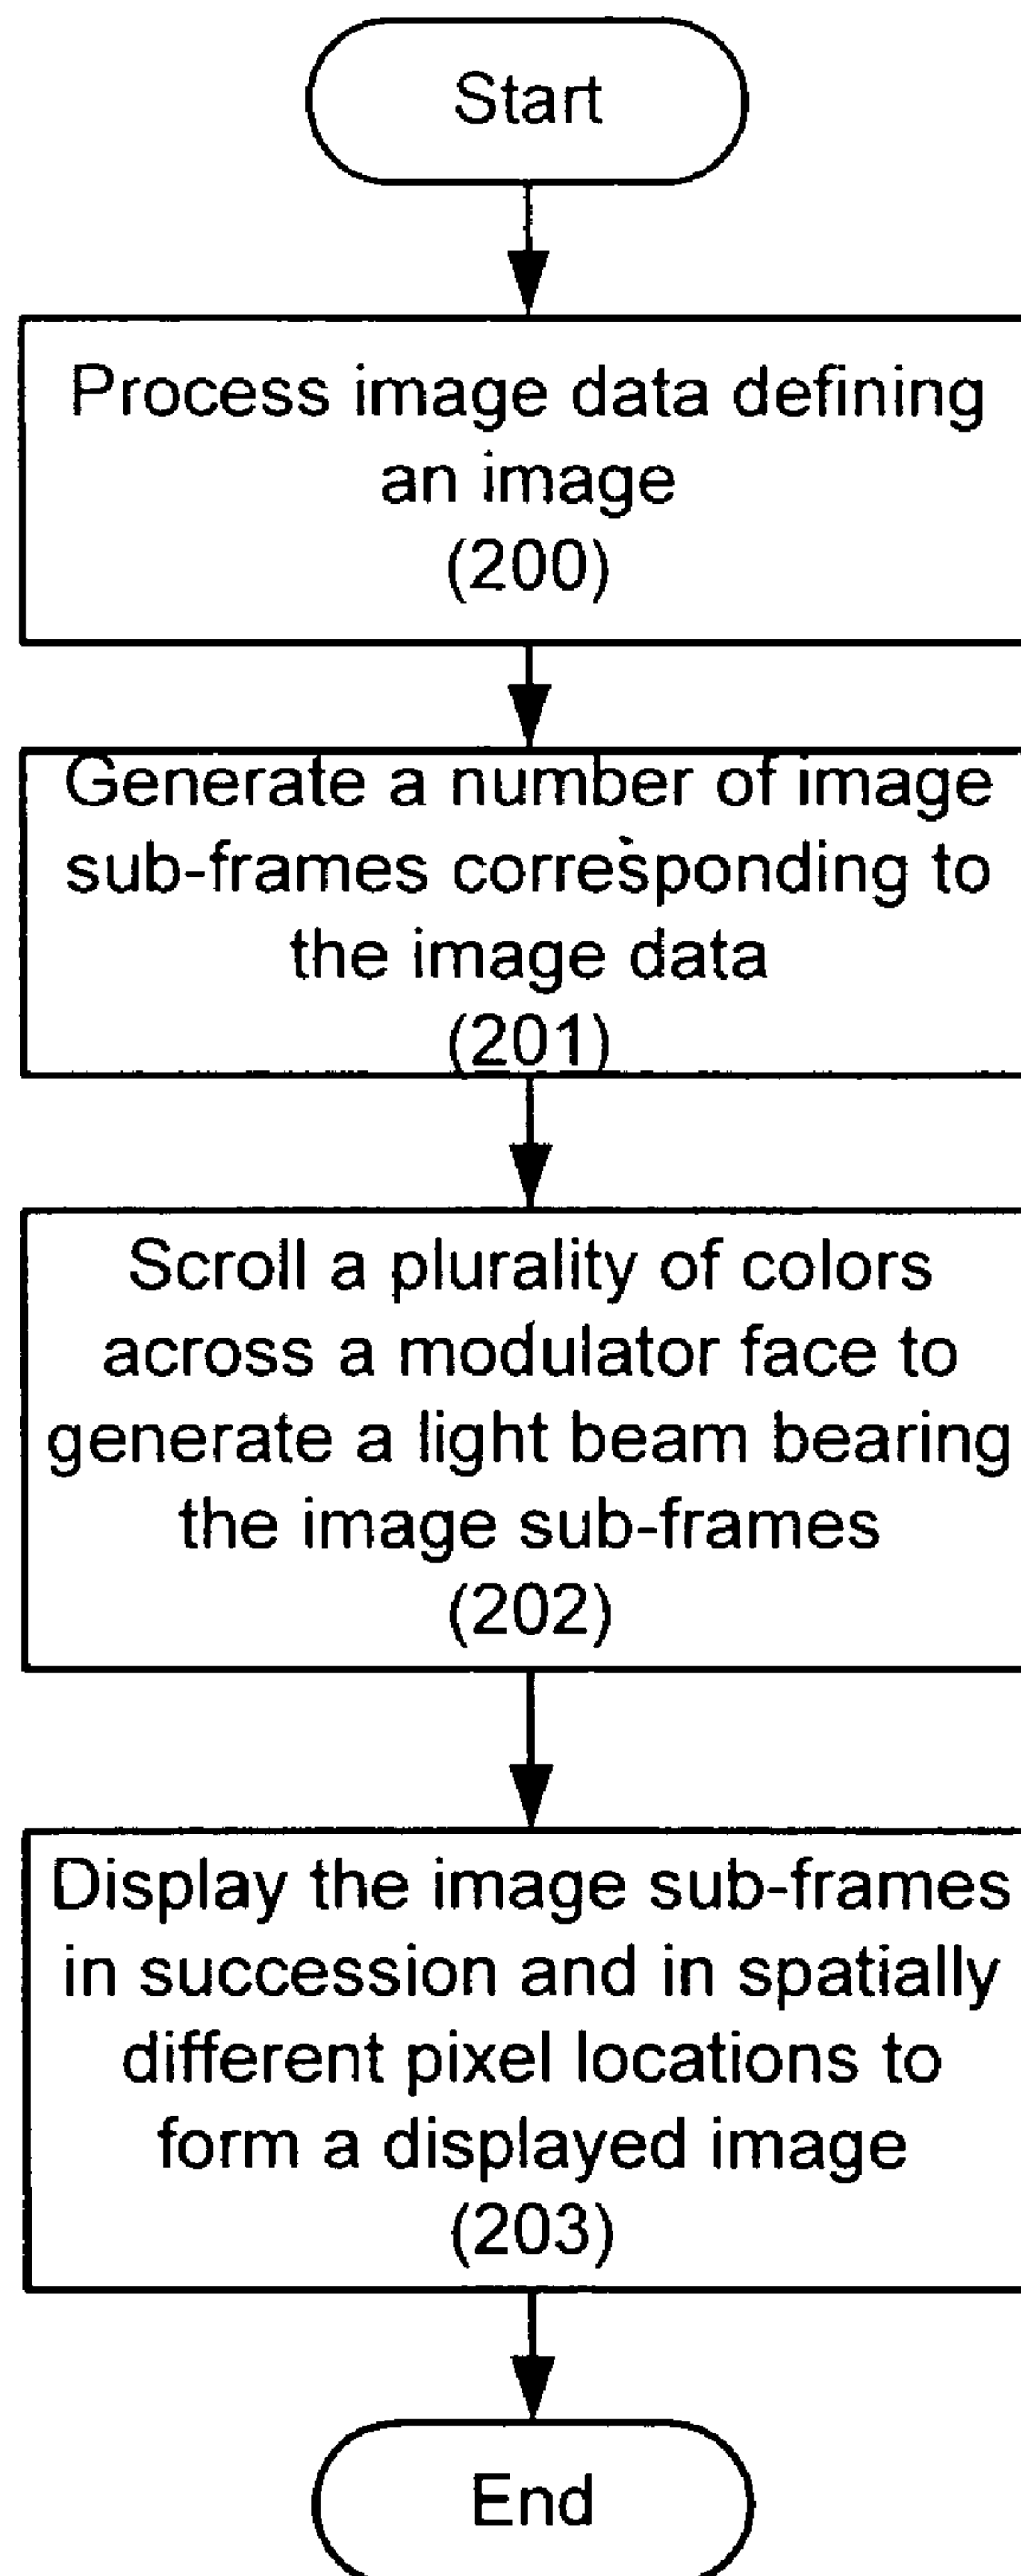 Start
Process image data defining
an image
(200)
Generate a number of image
sub-frames corresponding to
the image data
(201)
Scroll a plurality of colors
across a modulator face to
generate a light beam bearing
the image sub-frames
(202)
Display the image sub-frames
in succession and in spatially
different pixel locations to
form a displayed image
(203)
End